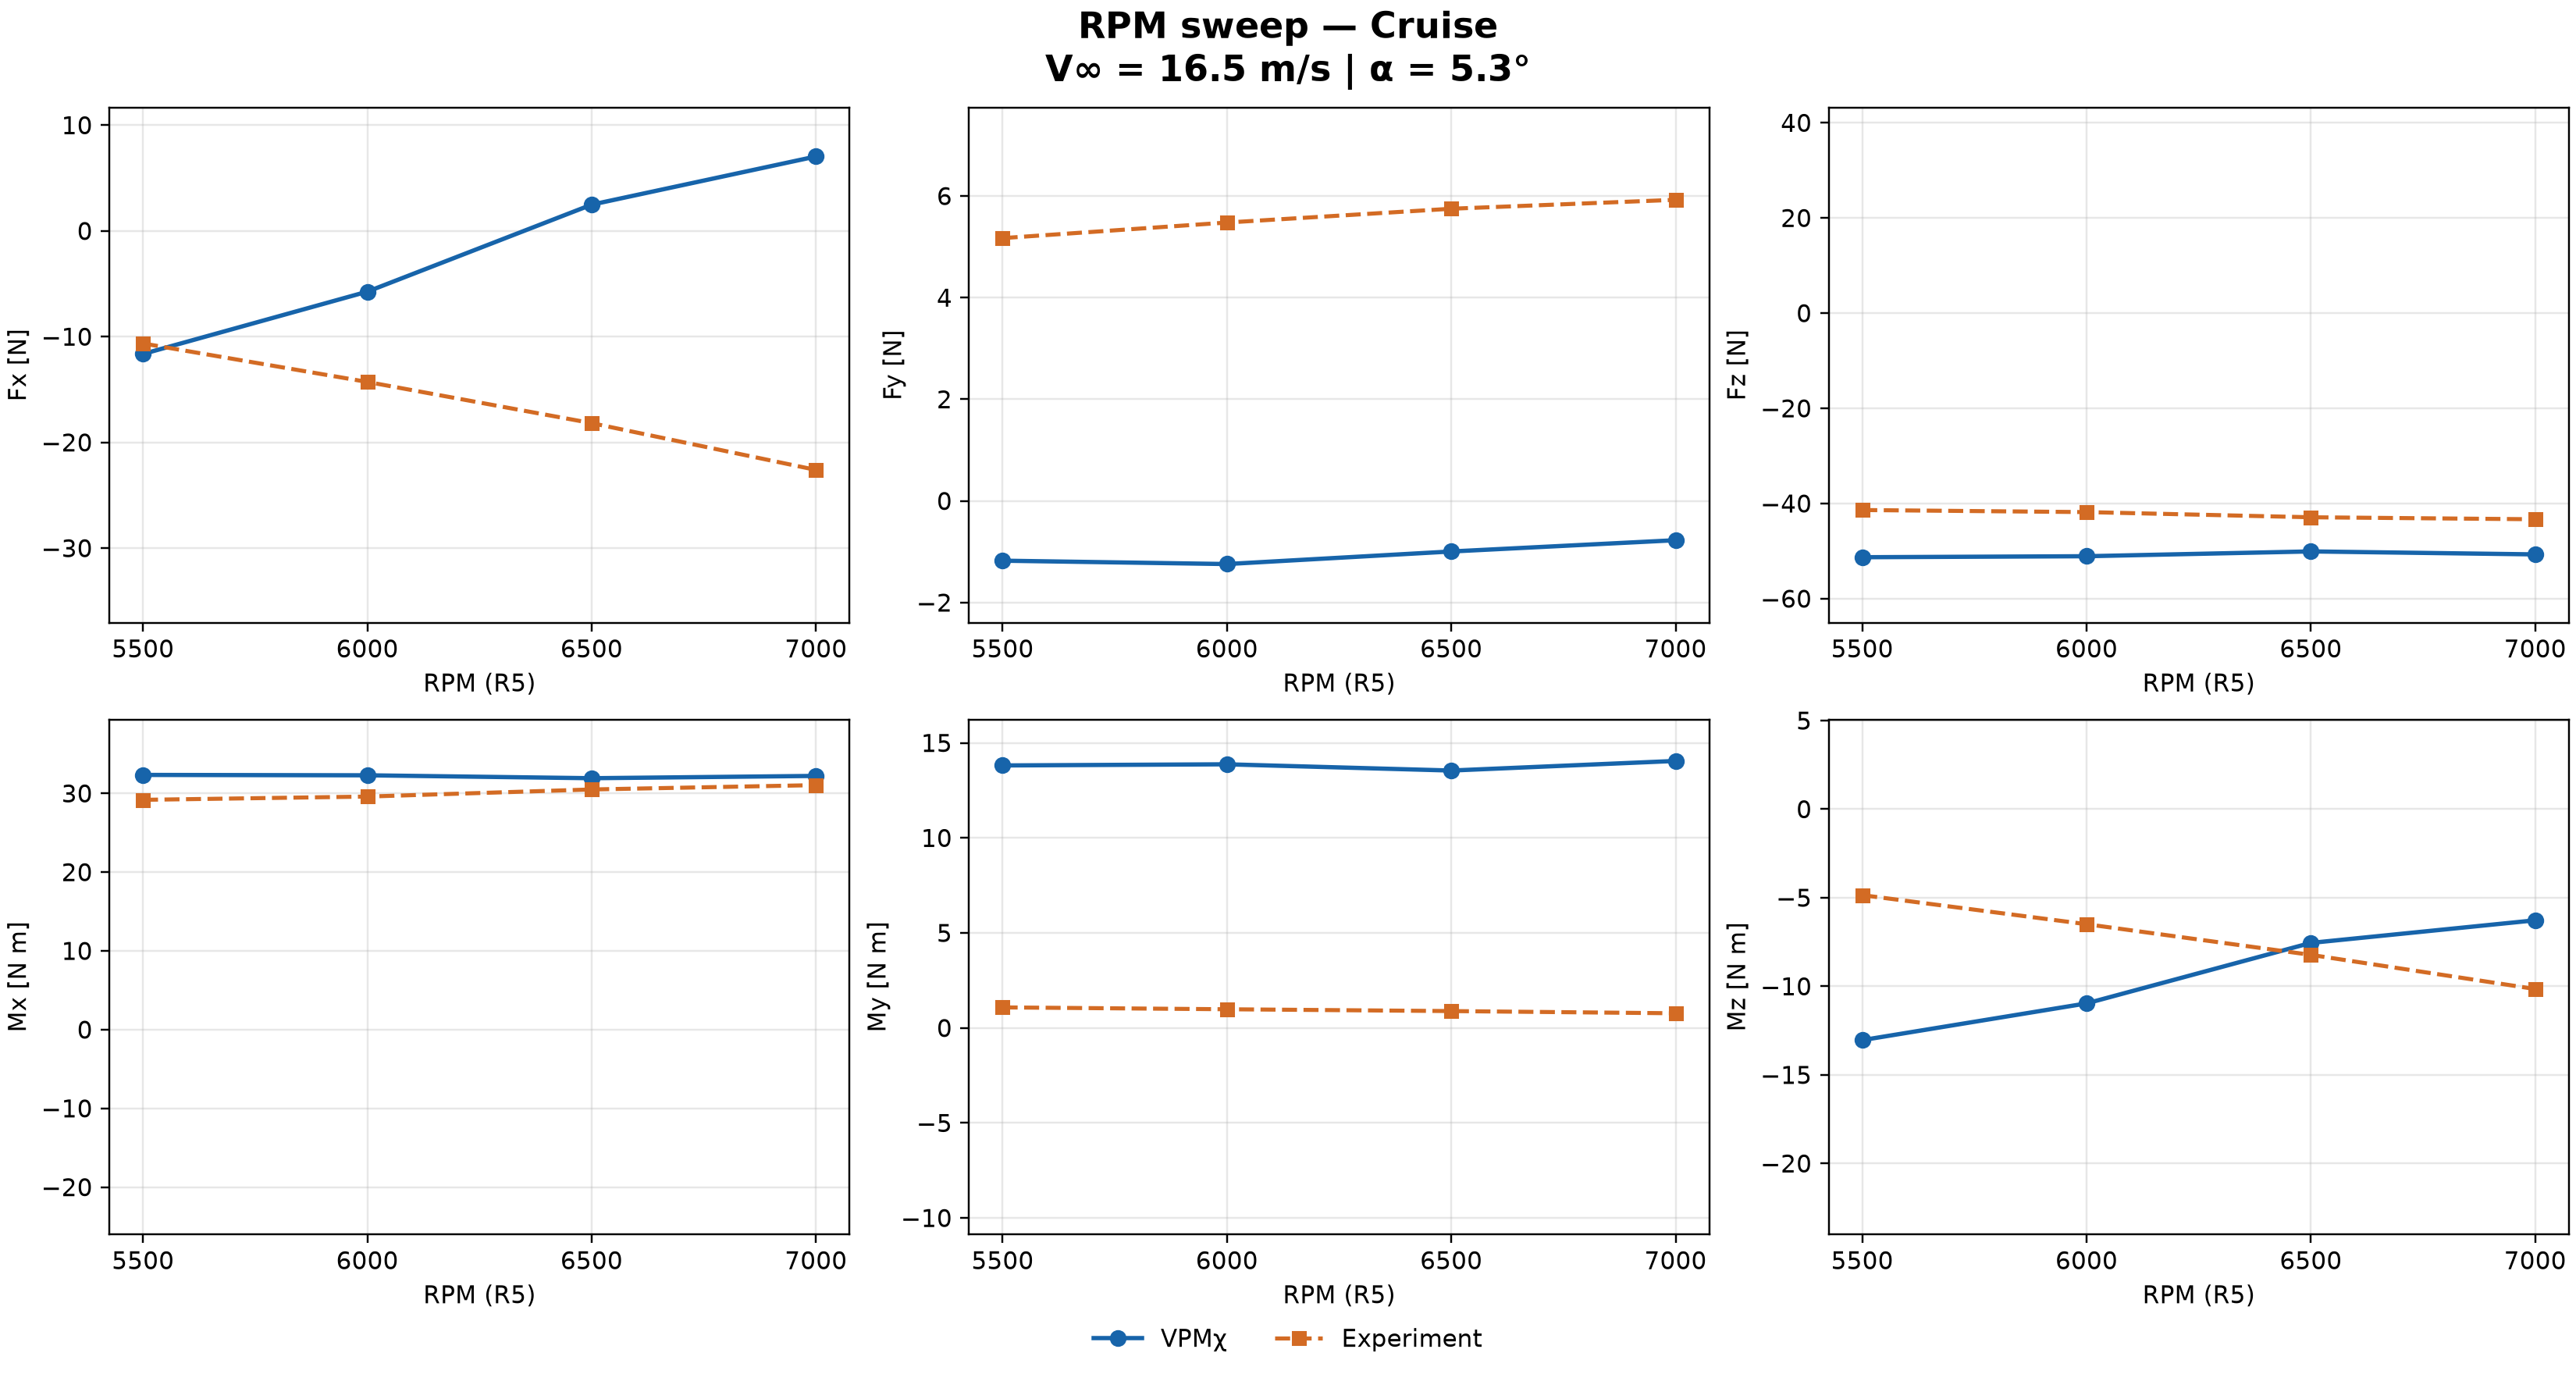 RPM sweep — Cruise
V∞ = 16.5 m/s | α = 5.3°
Fx [N]
10
0
−10
−20
−30
5500 6000 6500 7000
RPM (R5)
Fy [N]
6
4
2
0
−2
5500 6000 6500 7000
RPM (R5)
Fz [N]
40
20
0
−20
−40
−60
5500 6000 6500 7000
RPM (R5)
Mx [N m]
30
20
10
0
−10
−20
5500 6000 6500 7000
RPM (R5)
My [N m]
15
10
5
0
−5
−10
5500 6000 6500 7000
RPM (R5)
Mz [N m]
5
0
−5
−10
−15
−20
5500 6000 6500 7000
RPM (R5)
VPMχ Experiment